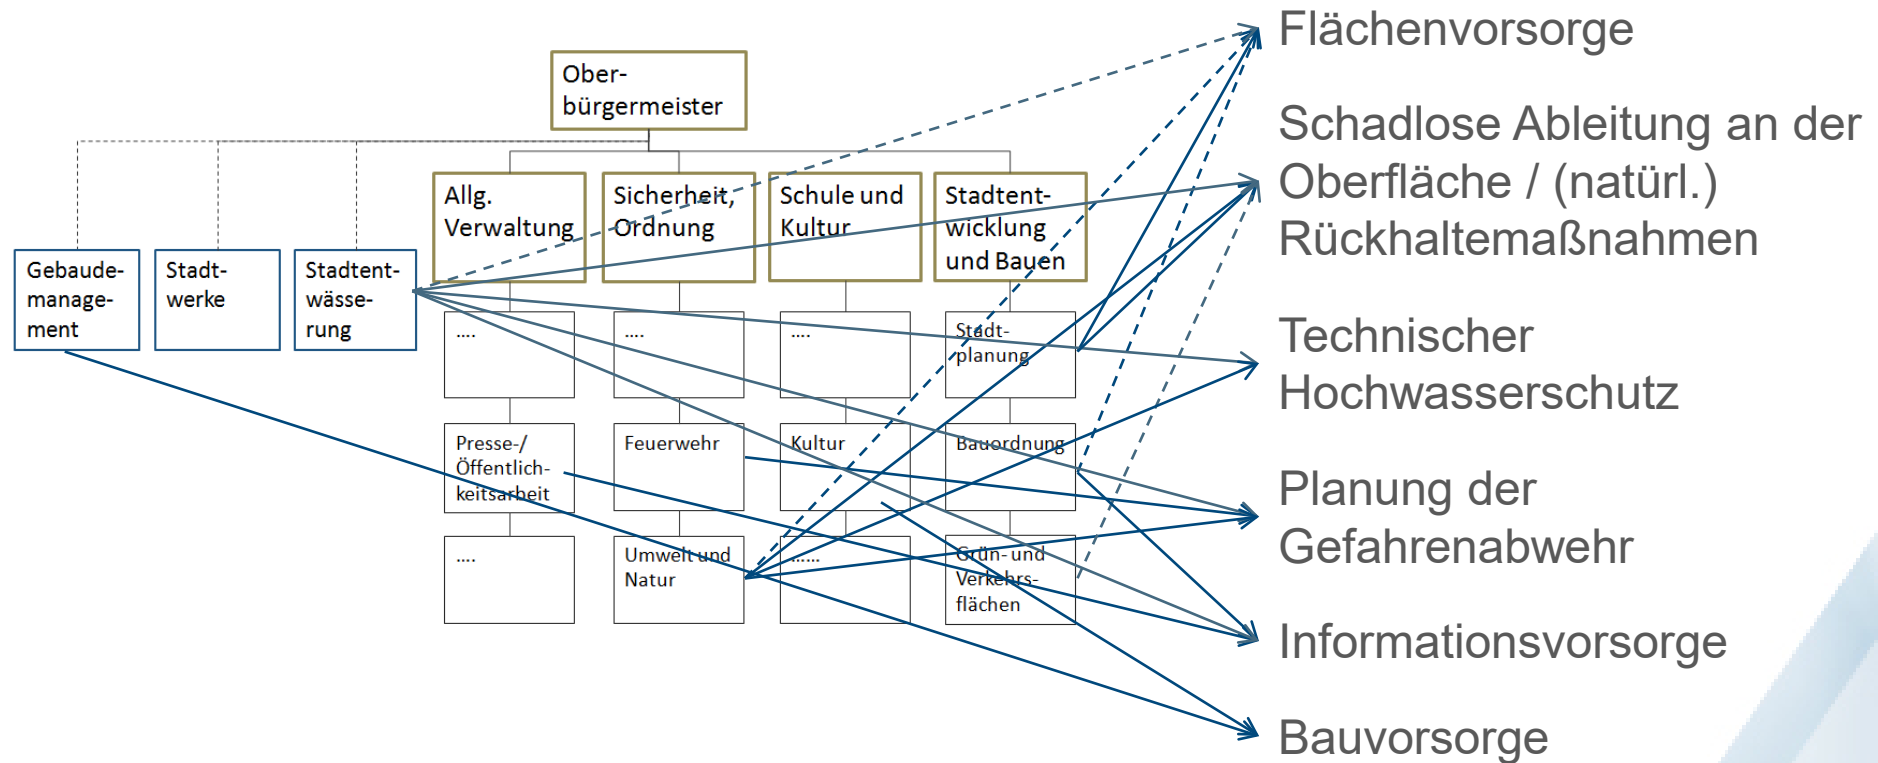 Ober-
bürgermeister
Allg.
Verwaltung
Sicherheit,
Ordnung
Schule und
Kultur
Stadtent-
wicklung
und Bauen
Gebaude-
manage-
ment
Stadt-
werke
Stadtent-
wässe-
rung
....
....
....
Stadt-
planung
Presse-/
Öffentlich-
keitsarbeit
Feuerwehr
Kultur
Bauordnung
....
Umwelt und
Natur
......
Grün- und
Verkehrs-
flächen
Flächenvorsorge
Schadlose Ableitung an der
Oberfläche / (natürl.)
Rückhaltemaßnahmen
Technischer
Hochwasserschutz
Planung der
Gefahrenabwehr
Informationsvorsorge
Bauvorsorge